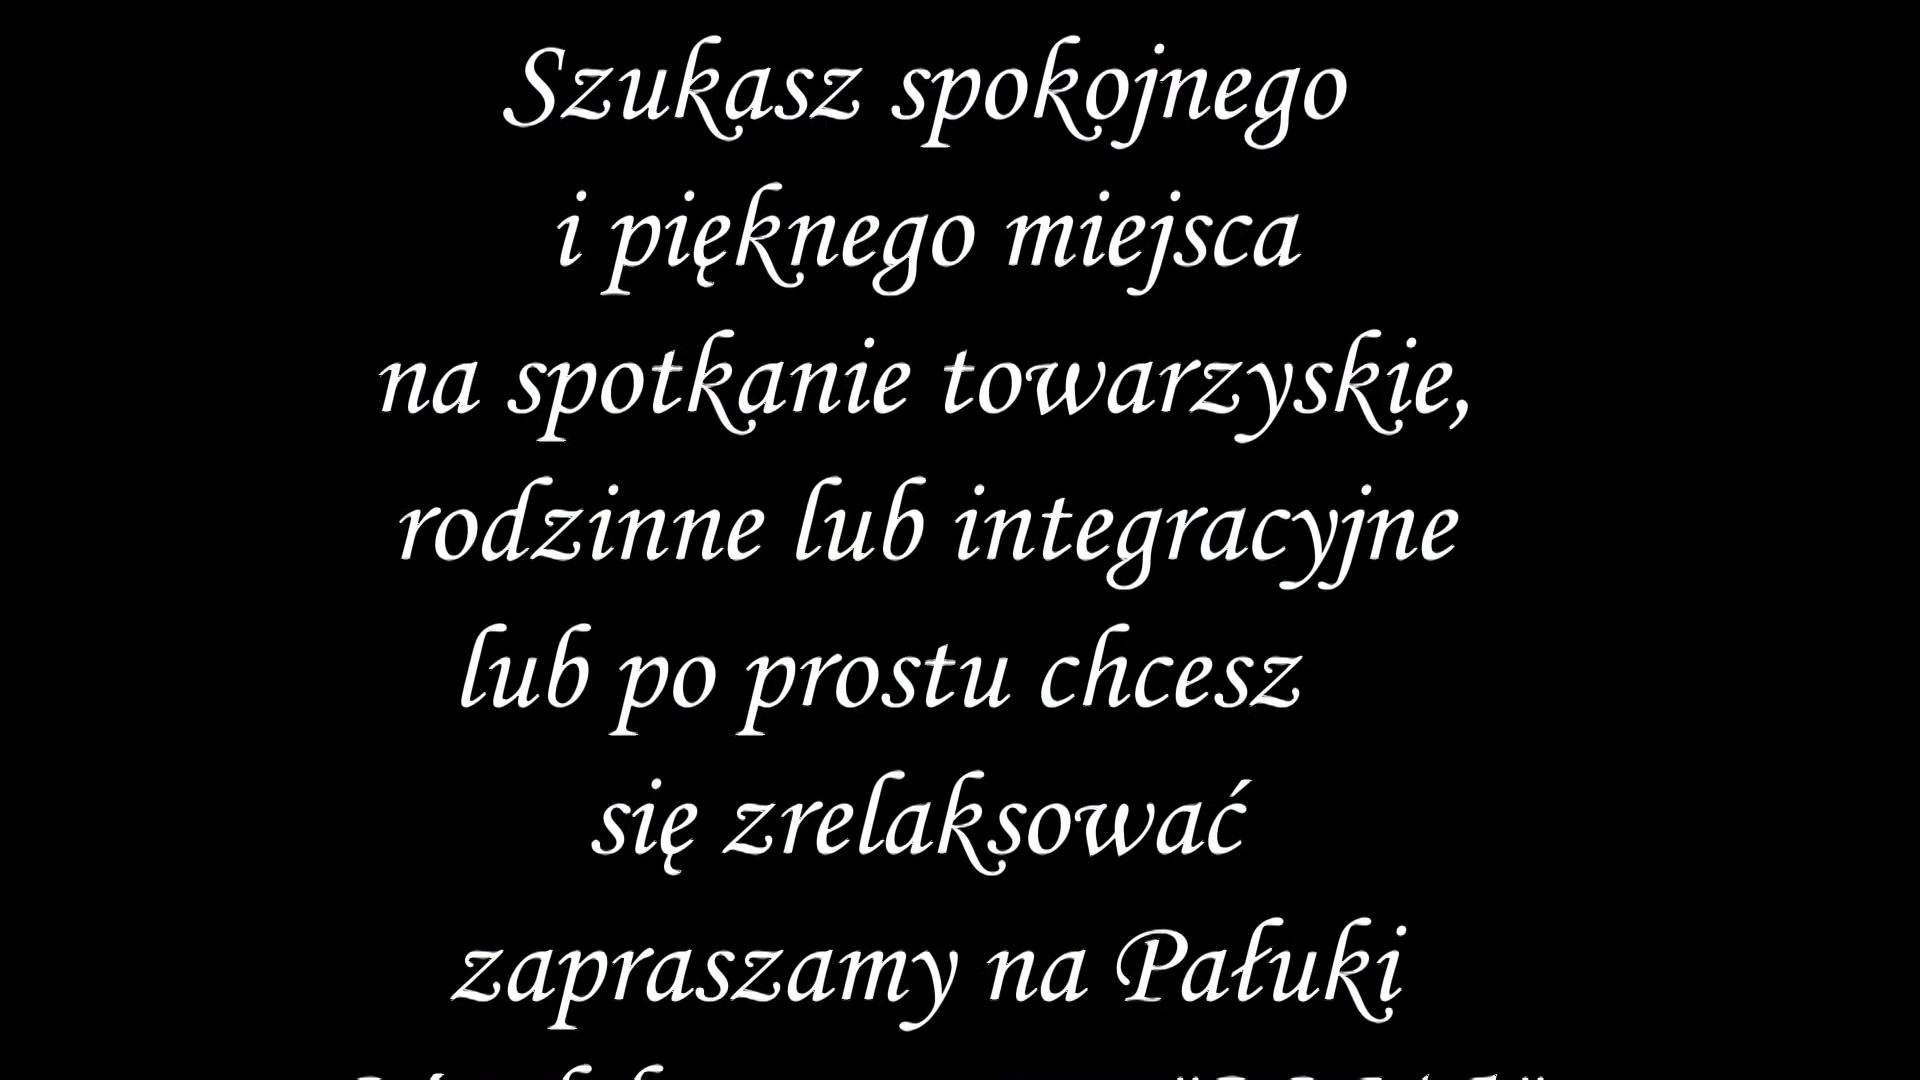 Szukasz spokojnego
i pięknego miejsca
na spotkanie towarzyskie,
rodzinne lub integracyjne
lub po prostu chcesz
się zrelaksować
zapraszamy na Pałuki